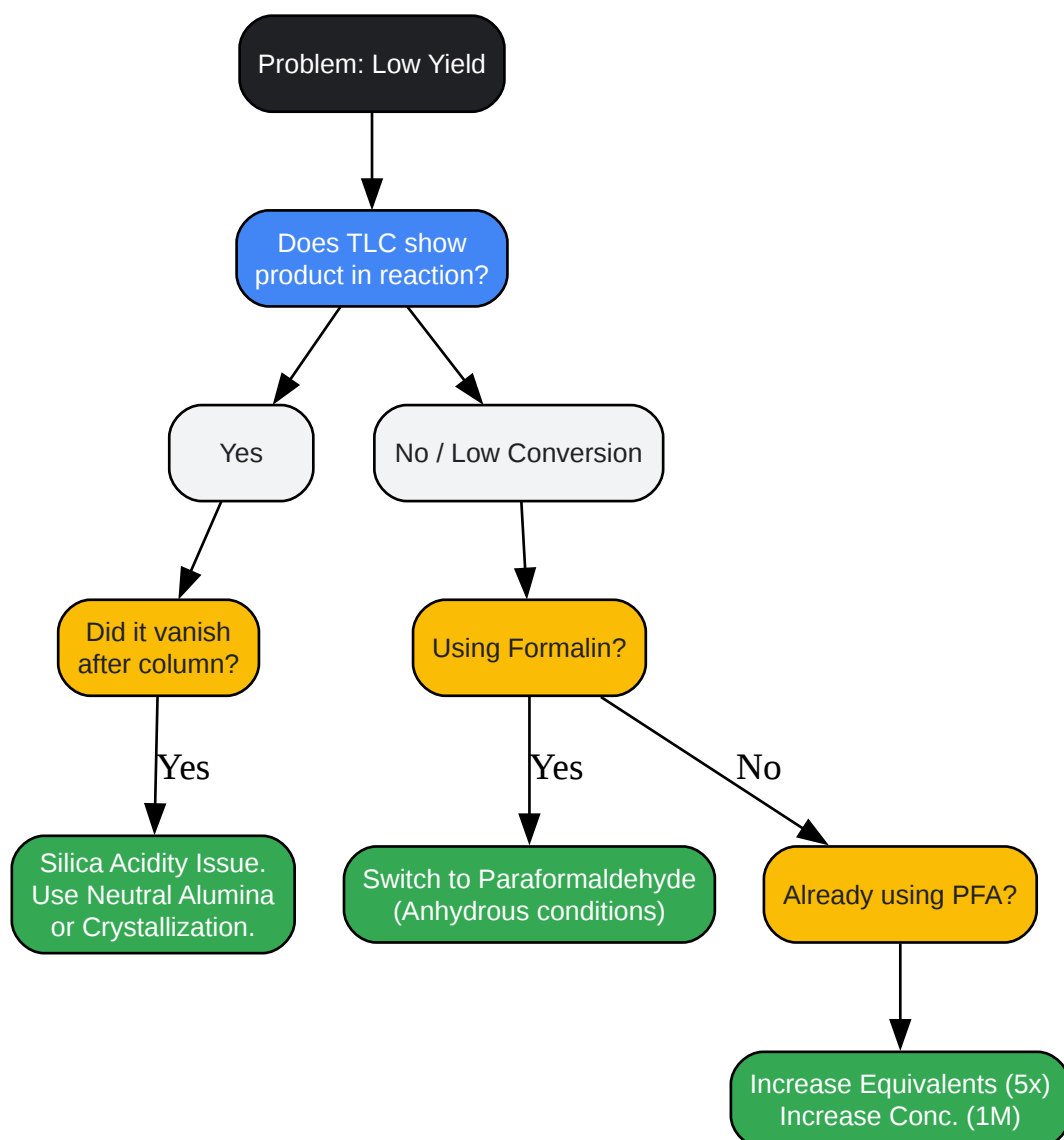 Problem: Low Yield
Does TLC show
product in reaction?
Yes
No / Low Conversion
Did it vanish
after column?
Using Formalin?
Yes
Yes
No
Silica Acidity Issue.
Use Neutral Alumina
or Crystallization.
Switch to Paraformaldehyde
(Anhydrous conditions)
Already using PFA?
Increase Equivalents (5x)
Increase Conc. (1M)